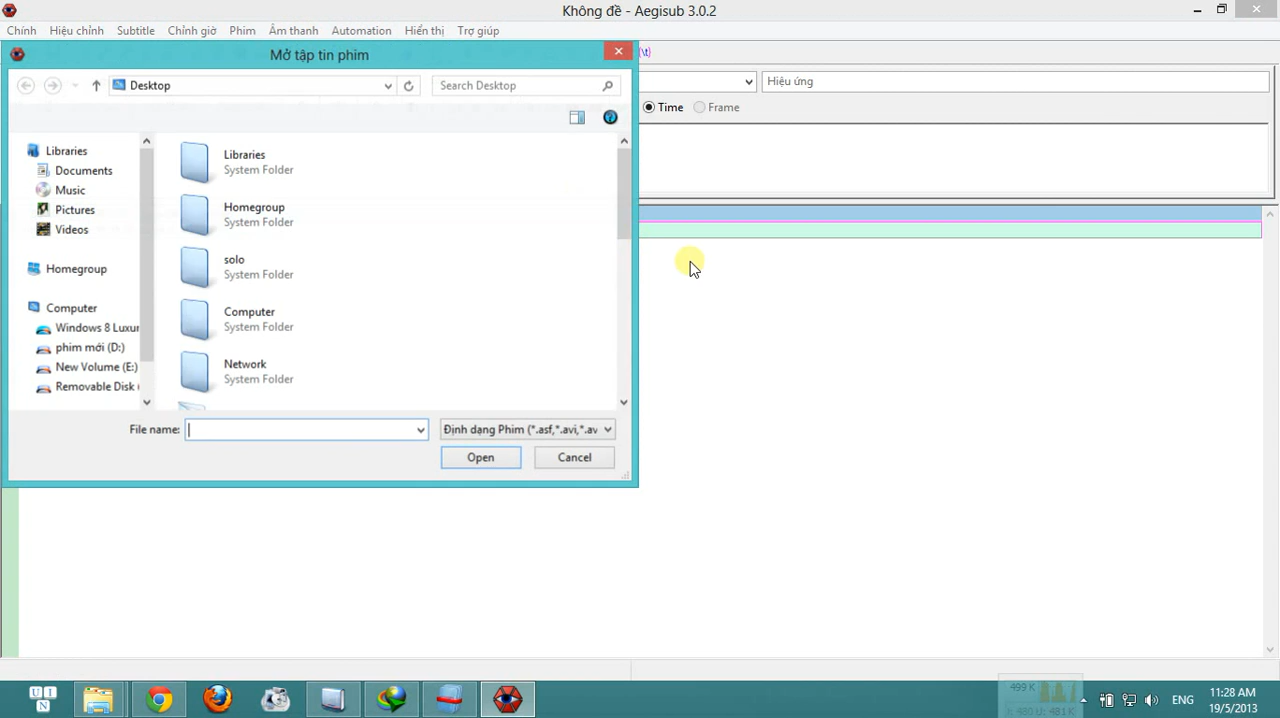 Không đề - Aegisub 3.0.2
Chính Hiệu chỉnh Subtitle Chỉnh giờ Phim Âm thanh Automation Hiển thị Trợ giúp
Mở tập tin phim
Desktop
Search Desktop
Hiệu ứng
Time Frame
Libraries
Documents
Music
Pictures
Videos
Homegroup
Computer
Windows 8 Luxur
phim mới (D:)
New Volume (E:)
Removable Disk (
Libraries
System Folder
Homegroup
System Folder
solo
System Folder
Computer
System Folder
Network
System Folder
File name:
Định dạng Phim (*.asf,*.avi,*.av
Open Cancel
U I
N
499 K
ENG
11:28 AM
19/5/2013